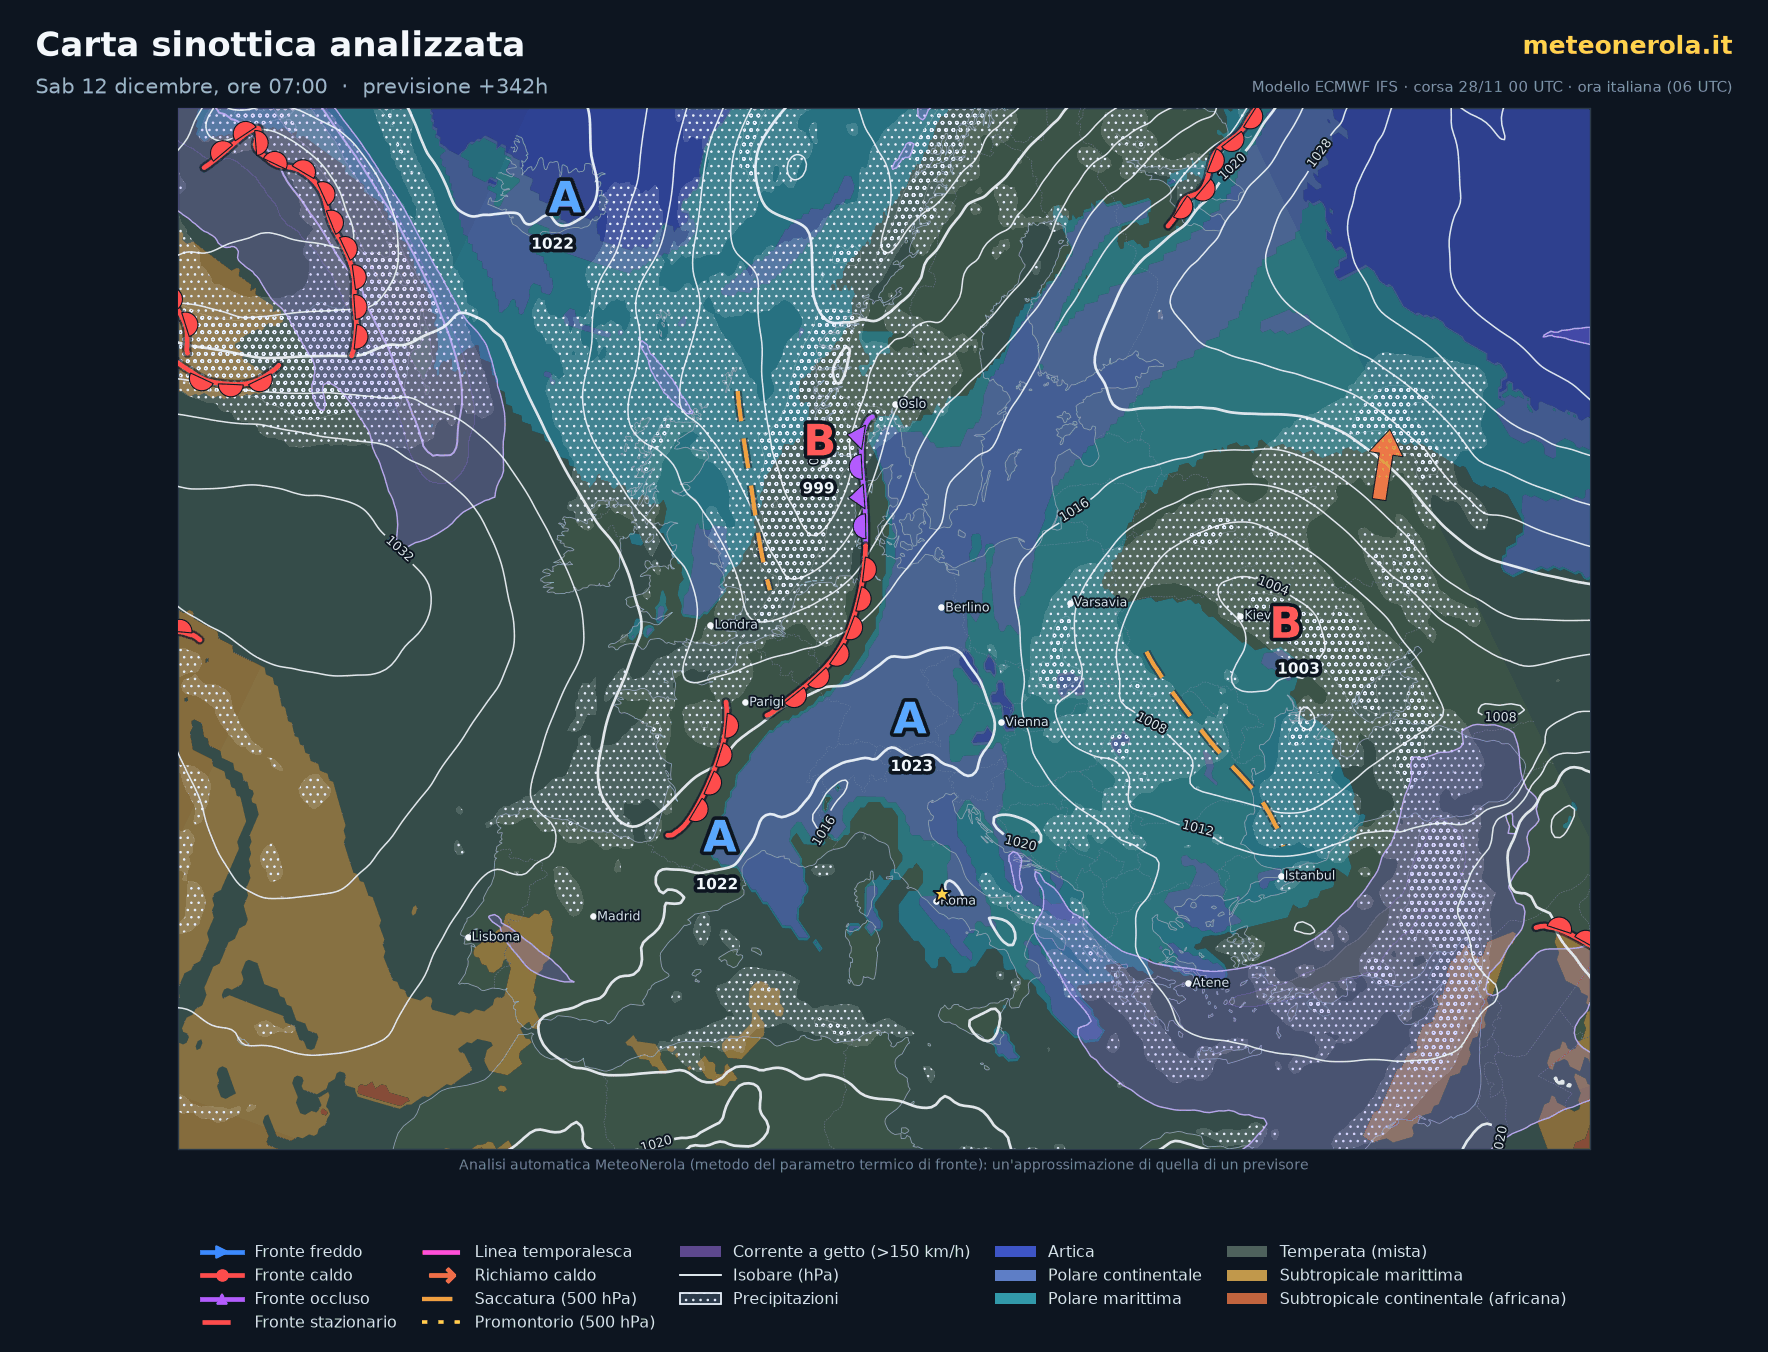 Carta sinottica analizzata
meteonerola.it
Sab 12 dicembre, ore 07:00 · previsione +342h
Modello ECMWF IFS · corsa 28/11 00 UTC · ora italiana (06 UTC)
1028
1020
A
1022
Oslo
B
999
1016
1032
1004
Berlino
Varsavia
Kiev
B
Londra
1003
Parigi
A
Vienna
1008
1008
1023
1016
A
1012
1020
1022
Istanbul
Roma
Madrid
Lisbona
Atene
1020
1020
Analisi automatica MeteoNerola (metodo del parametro termico di fronte): un'approssimazione di quella di un previsore
Fronte freddo
Fronte caldo
Fronte occluso
Fronte stazionario
Linea temporalesca
Richiamo caldo
Saccatura (500 hPa)
Promontorio (500 hPa)
Corrente a getto (>150 km/h)
Isobare (hPa)
Precipitazioni
Artica
Polare continentale
Polare marittima
Temperata (mista)
Subtropicale marittima
Subtropicale continentale (africana)